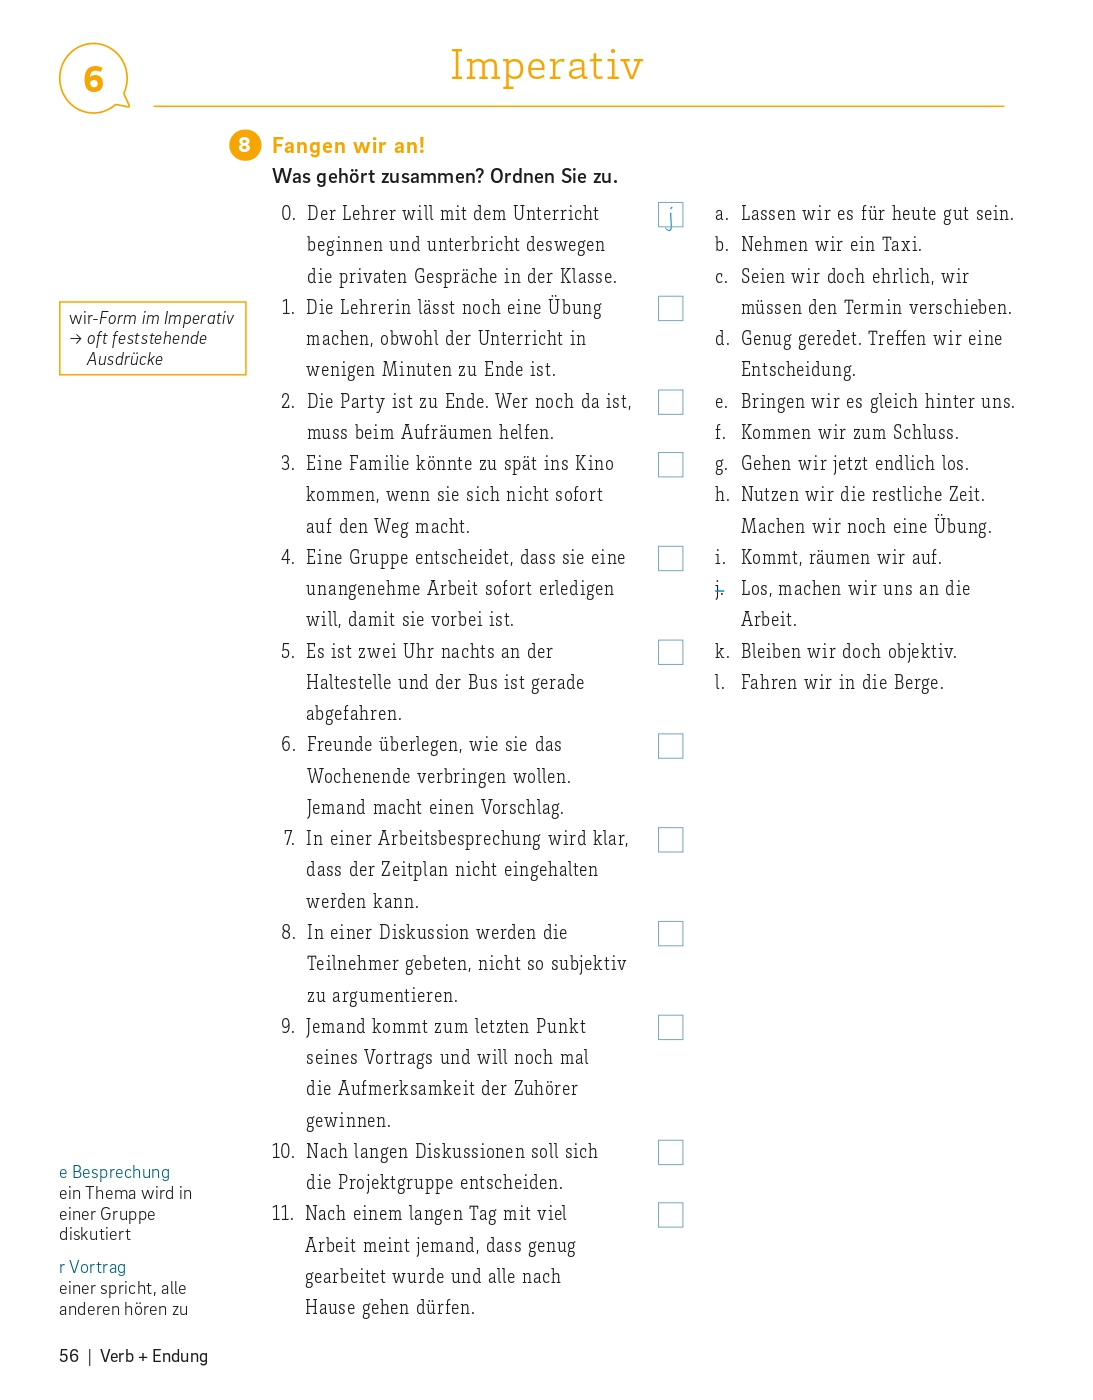 6
Imperativ
8 Fangen wir an!
Was gehört zusammen? Ordnen Sie zu.
0. Der Lehrer will mit dem Unterricht
beginnen und unterbricht deswegen
die privaten Gespräche in der Klasse.
j
1. Die Lehrerin lässt noch eine Übung
machen, obwohl der Unterricht in
wenigen Minuten zu Ende ist.
2. Die Party ist zu Ende. Wer noch da ist,
muss beim Aufräumen helfen.
3. Eine Familie könnte zu spät ins Kino
kommen, wenn sie sich nicht sofort
auf den Weg macht.
4. Eine Gruppe entscheidet, dass sie eine
unangenehme Arbeit sofort erledigen
will, damit sie vorbei ist.
5. Es ist zwei Uhr nachts an der
Haltestelle und der Bus ist gerade
abgefahren.
6. Freunde überlegen, wie sie das
Wochenende verbringen wollen.
Jemand macht einen Vorschlag.
7. In einer Arbeitsbesprechung wird klar,
dass der Zeitplan nicht eingehalten
werden kann.
8. In einer Diskussion werden die
Teilnehmer gebeten, nicht so subjektiv
zu argumentieren.
9. Jemand kommt zum letzten Punkt
seines Vortrags und will noch mal
die Aufmerksamkeit der Zuhörer
gewinnen.
10. Nach langen Diskussionen soll sich
die Projektgruppe entscheiden.
11. Nach einem langen Tag mit viel
Arbeit meint jemand, dass genug
gearbeitet wurde und alle nach
Hause gehen dürfen.
a. Lassen wir es für heute gut sein.
b. Nehmen wir ein Taxi.
c. Seien wir doch ehrlich, wir
müssen den Termin verschieben.
d. Genug geredet. Treffen wir eine
Entscheidung.
e. Bringen wir es gleich hinter uns.
f. Kommen wir zum Schluss.
g. Gehen wir jetzt endlich los.
h. Nutzen wir die restliche Zeit.
Machen wir noch eine Übung.
i. Kommt, räumen wir auf.
j. Los, machen wir uns an die
Arbeit.
k. Bleiben wir doch objektiv.
l. Fahren wir in die Berge.
wir-Form im Imperativ
→ oft feststehende
Ausdrücke
e Besprechung
ein Thema wird in
einer Gruppe
diskutiert
r Vortrag
einer spricht, alle
anderen hören zu
56 | Verb + Endung